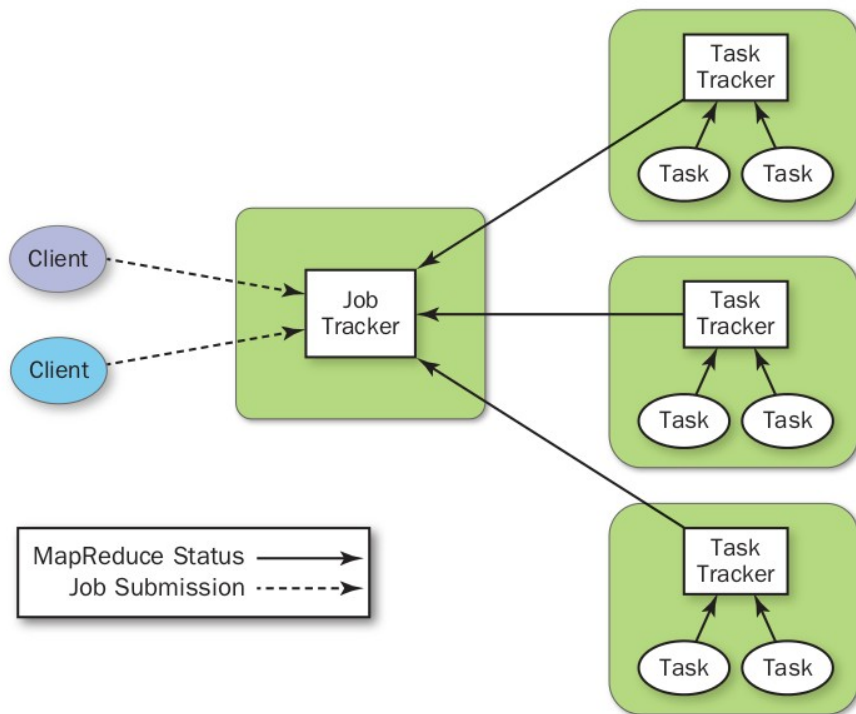 Task
Tracker
Task
Task
Client
Job
Tracker
Task
Tracker
Client
Task
Task
MapReduce Status
Job Submission
Task
Tracker
Task
Task